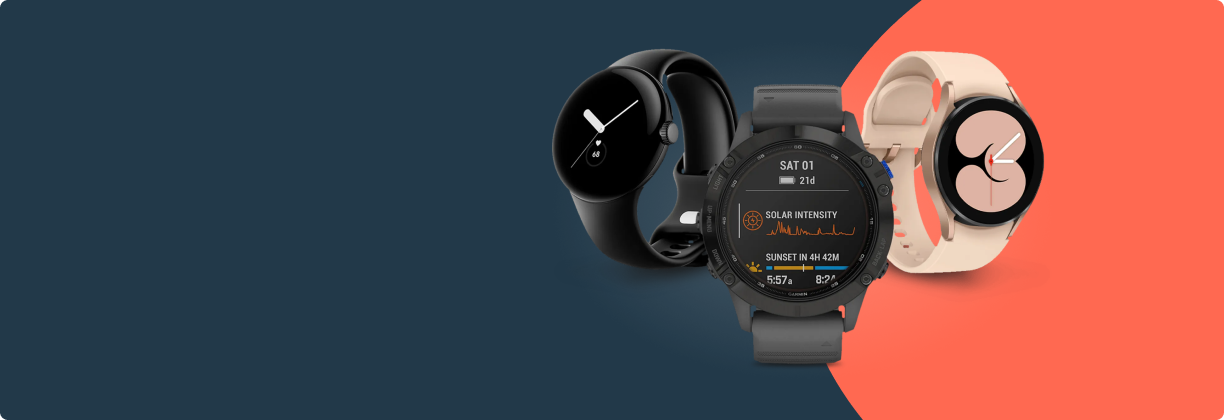 68
SAT 01
21d
SOLAR INTENSITY
SUNSET IN 4H 42M
5:57a
GARMIN